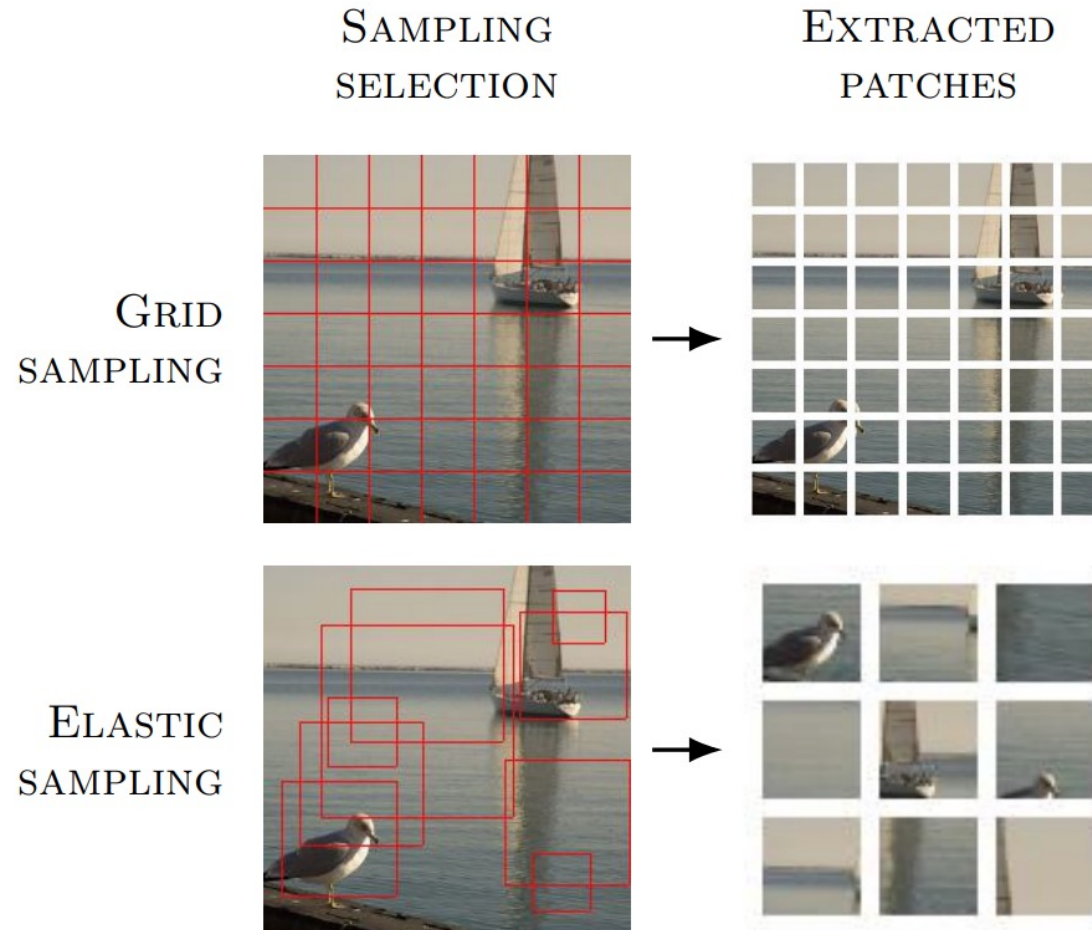 SAMPLING
SELECTION
EXTRACTED
PATCHES
GRID
SAMPLING
ELASTIC
SAMPLING